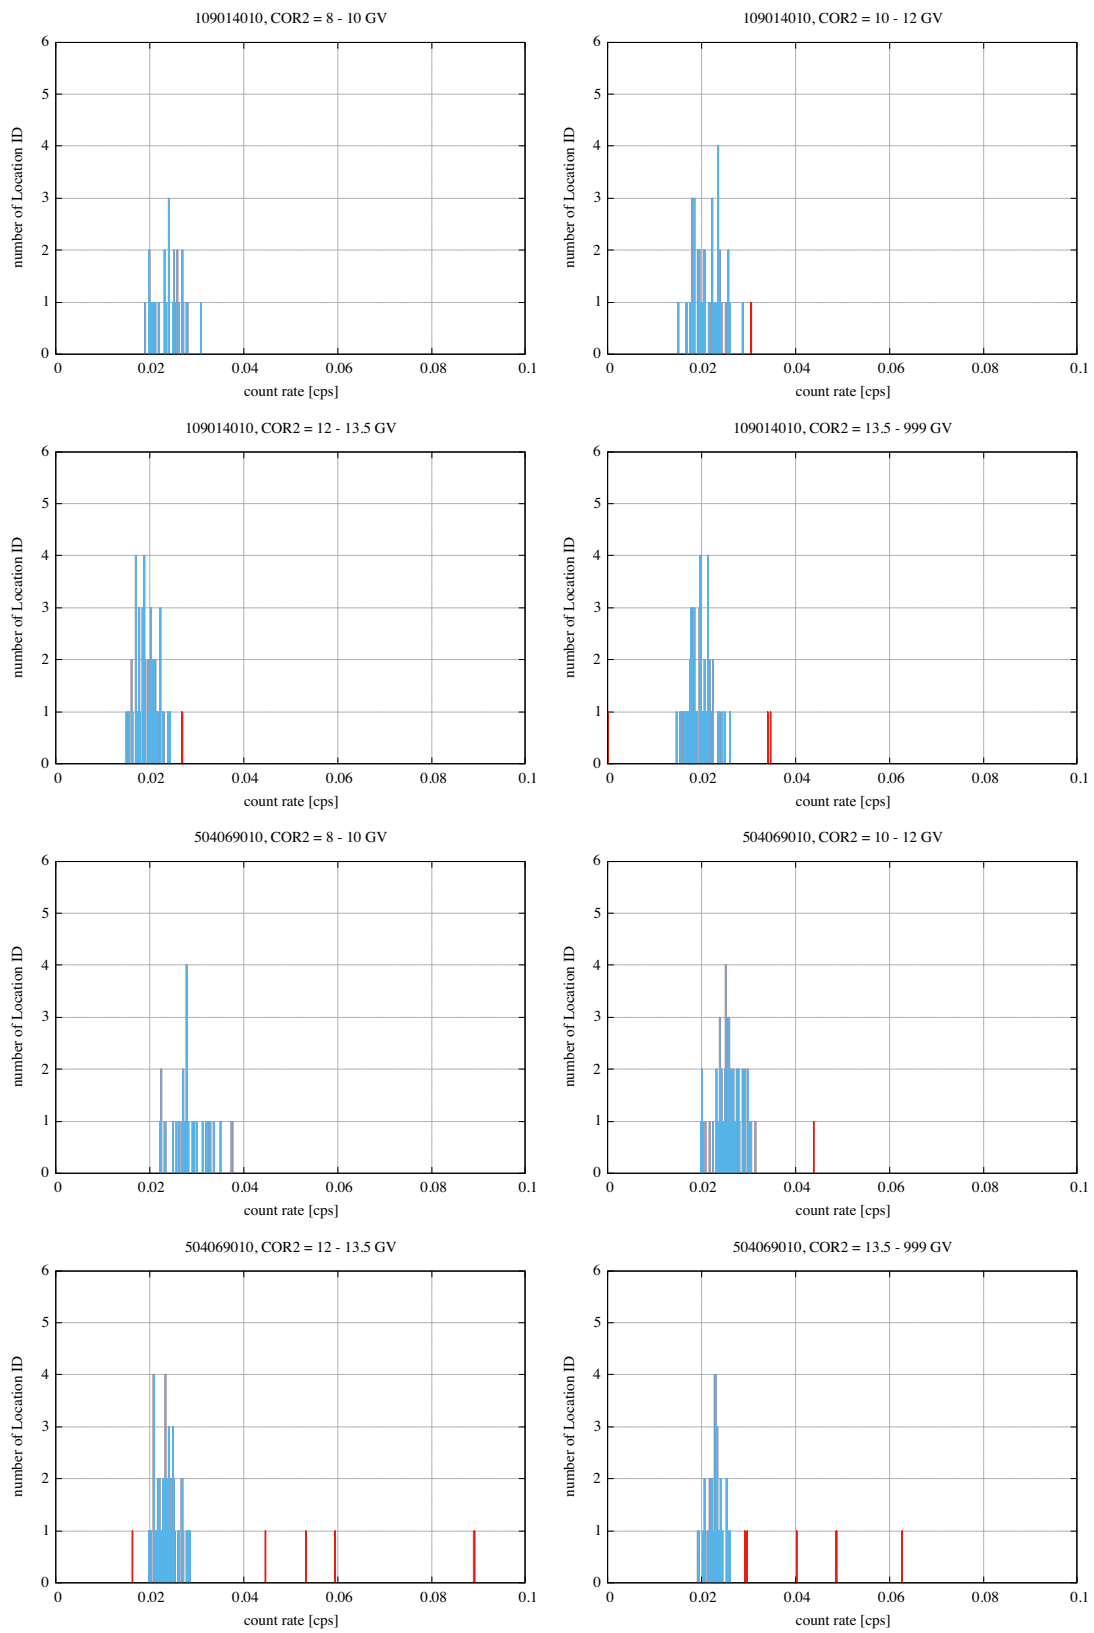 109014010, COR2 = 8 - 10 GV
number of Location ID
6
5
4
3
2
1
0
0 0.02 0.04 0.06 0.08 0.1
count rate [cps]
109014010, COR2 = 10 - 12 GV
number of Location ID
6
5
4
3
2
1
0
0 0.02 0.04 0.06 0.08 0.1
count rate [cps]
109014010, COR2 = 12 - 13.5 GV
number of Location ID
6
5
4
3
2
1
0
0 0.02 0.04 0.06 0.08 0.1
count rate [cps]
109014010, COR2 = 13.5 - 999 GV
number of Location ID
6
5
4
3
2
1
0
0 0.02 0.04 0.06 0.08 0.1
count rate [cps]
504069010, COR2 = 8 - 10 GV
number of Location ID
6
5
4
3
2
1
0
0 0.02 0.04 0.06 0.08 0.1
count rate [cps]
504069010, COR2 = 10 - 12 GV
number of Location ID
6
5
4
3
2
1
0
0 0.02 0.04 0.06 0.08 0.1
count rate [cps]
504069010, COR2 = 12 - 13.5 GV
number of Location ID
6
5
4
3
2
1
0
0 0.02 0.04 0.06 0.08 0.1
count rate [cps]
504069010, COR2 = 13.5 - 999 GV
number of Location ID
6
5
4
3
2
1
0
0 0.02 0.04 0.06 0.08 0.1
count rate [cps]